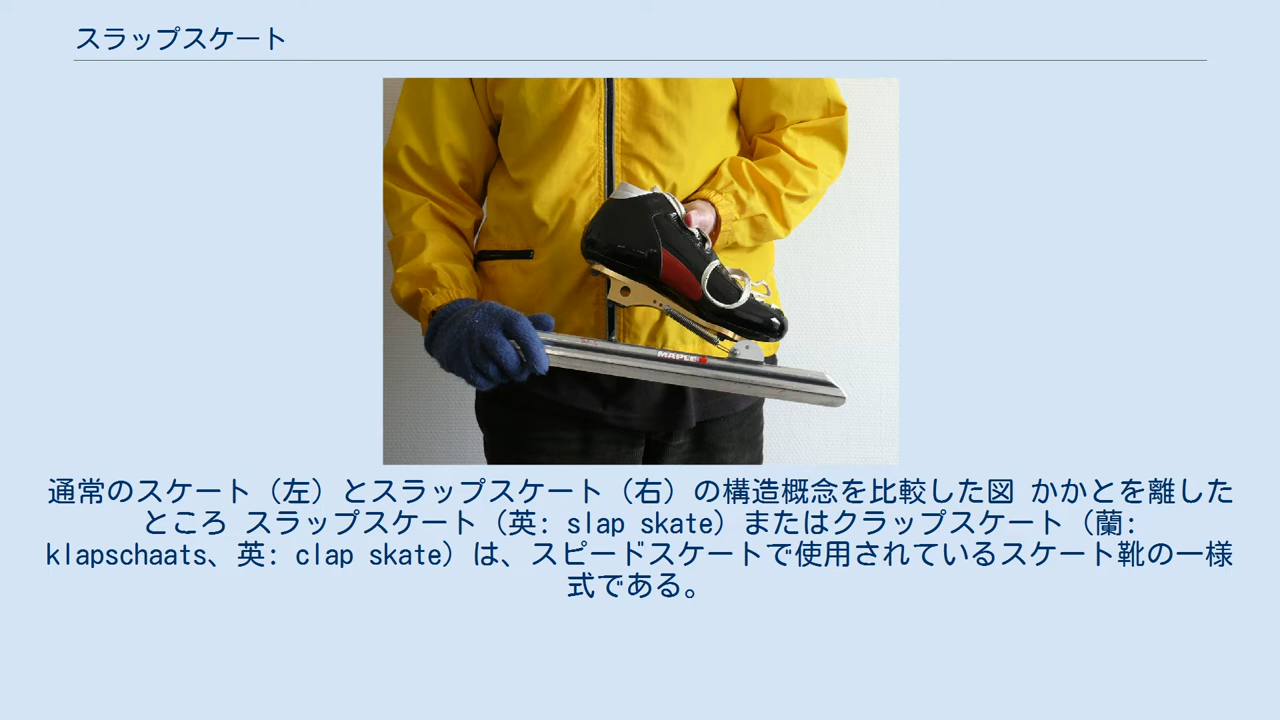 スラップスケート
MAPLE
通常のスケート（左）とスラップスケート（右）の構造概念を比較した図 かかとを離した
ところ スラップスケート（英: slap skate）またはクラップスケート（蘭:
klapschaats、英: clap skate）は、スピードスケートで使用されているスケート靴の一様
式である。